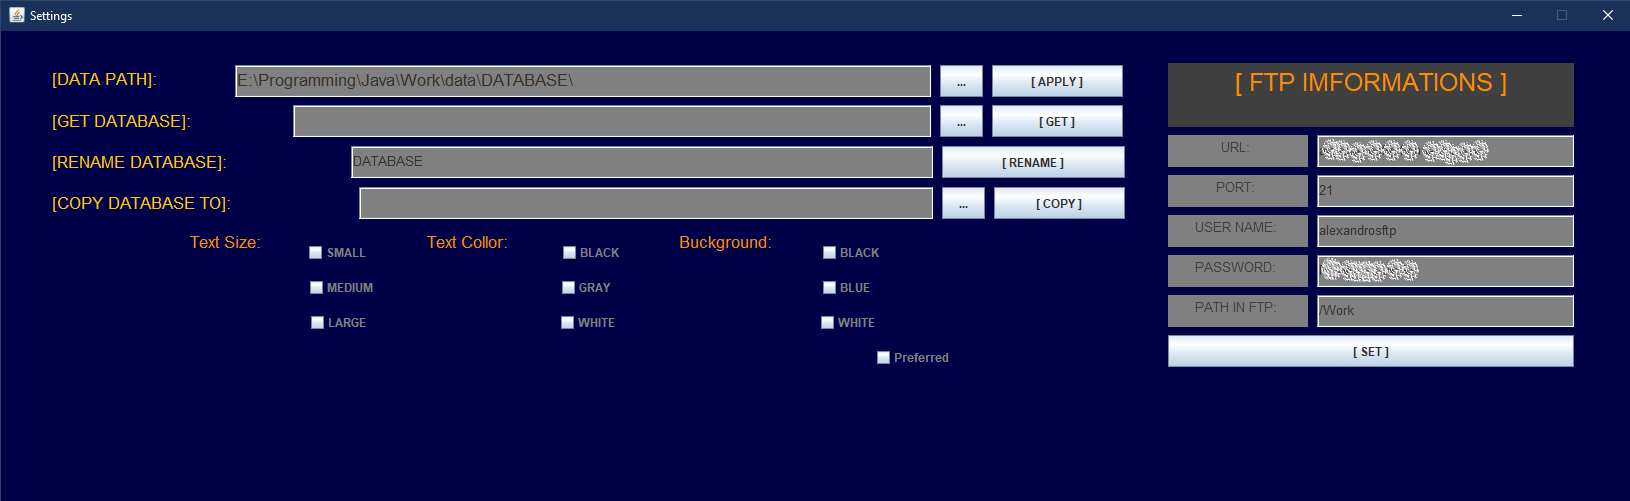 Settings
[DATA PATH]: E:\Programming\Java\Work\data\DATABASE\ ... [ APPLY ]
[GET DATABASE]: ... [ GET ]
[RENAME DATABASE]: DATABASE [ RENAME ]
[COPY DATABASE TO]: ... [ COPY ]
Text Size: Text Collor: Buckground:
SMALL BLACK BLACK
MEDIUM GRAY BLUE
LARGE WHITE WHITE
Preferred
[ FTP IMFORMATIONS ]
URL:
PORT: 21
USER NAME: alexandrosftp
PASSWORD:
PATH IN FTP: /Work
[ SET ]